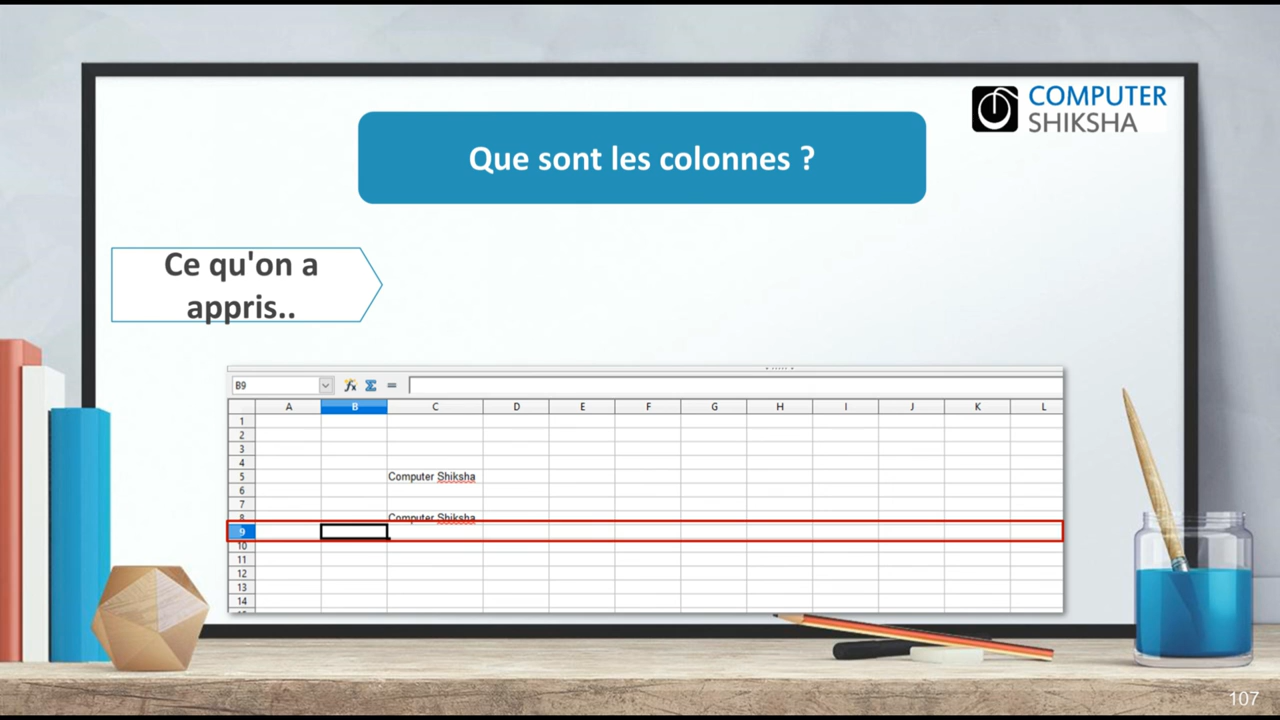 COMPUTER
SHIKSHA
Que sont les colonnes ?
Ce qu'on a
appris..
B9
A B C D E F G H I J K L
1
2
3
4
5 Computer Shiksha
6
7
8 Computer Shiksha
9
10
11
12
13
14
107